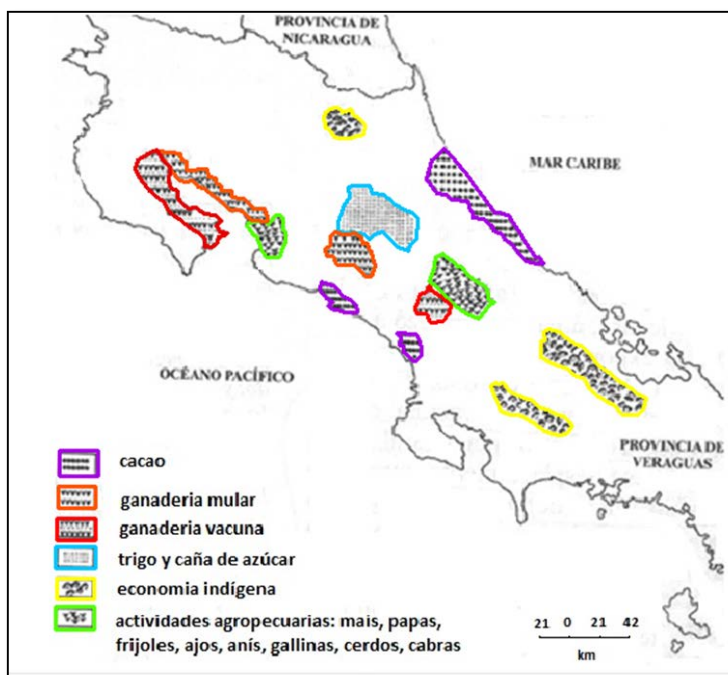 PROVINCIA DE
NICARAGUA
MAR CARIBE
OCÉANO PACÍFICO
PROVINCIA DE
VERAGUAS
cacao
ganaderia mular
ganaderia vacuna
trigo y caña de azúcar
economia indígena
actividades agropecuarias: mais, papas,
frijoles, ajos, anís, gallinas, cerdos, cabras
21 0 21 42
km